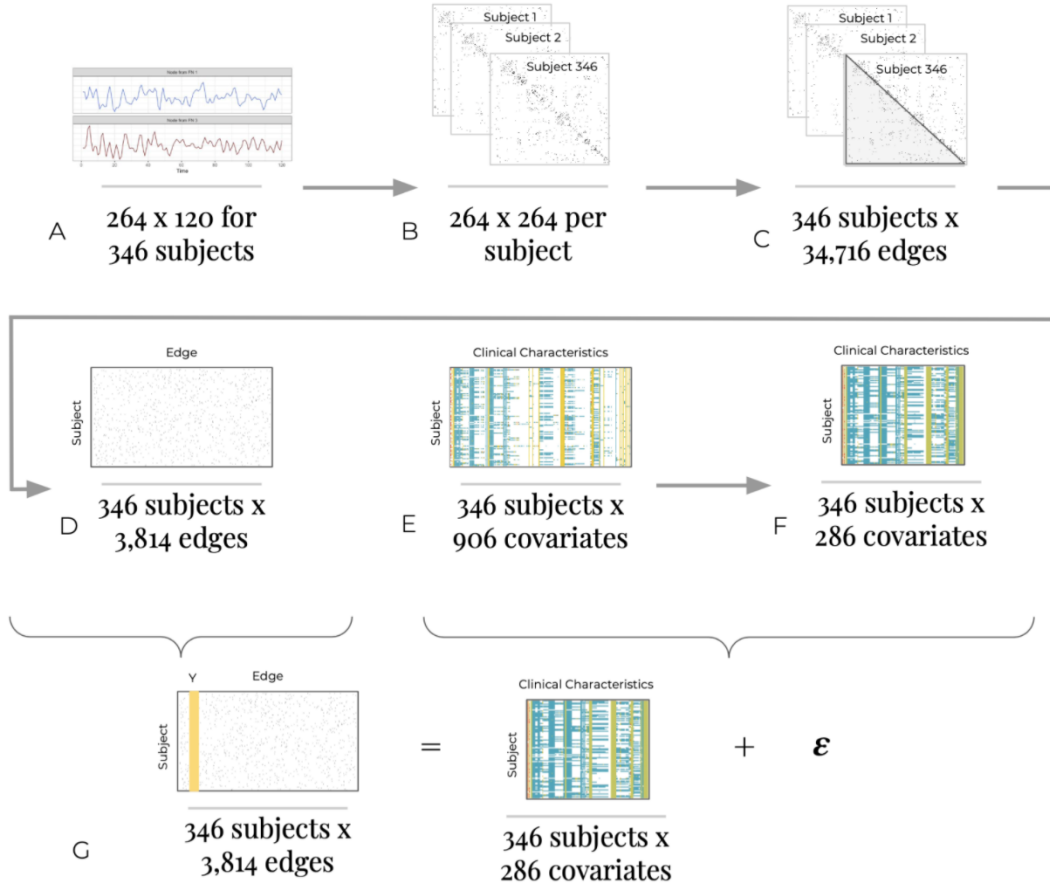 Subject 1
Subject 2
Subject 346
Subject 1
Subject 2
Subject 346
Time
A
264 x 120 for
346 subjects
B
264 x 264 per
subject
C
346 subjects x
34,716 edges
Edge
Subject
D
346 subjects x
3,814 edges
Clinical Characteristics
Subject
E
346 subjects x
906 covariates
Clinical Characteristics
Subject
F
346 subjects x
286 covariates
Y
Edge
Subject
G
346 subjects x
3,814 edges
=
Clinical Characteristics
Subject
346 subjects x
286 covariates
+
ε